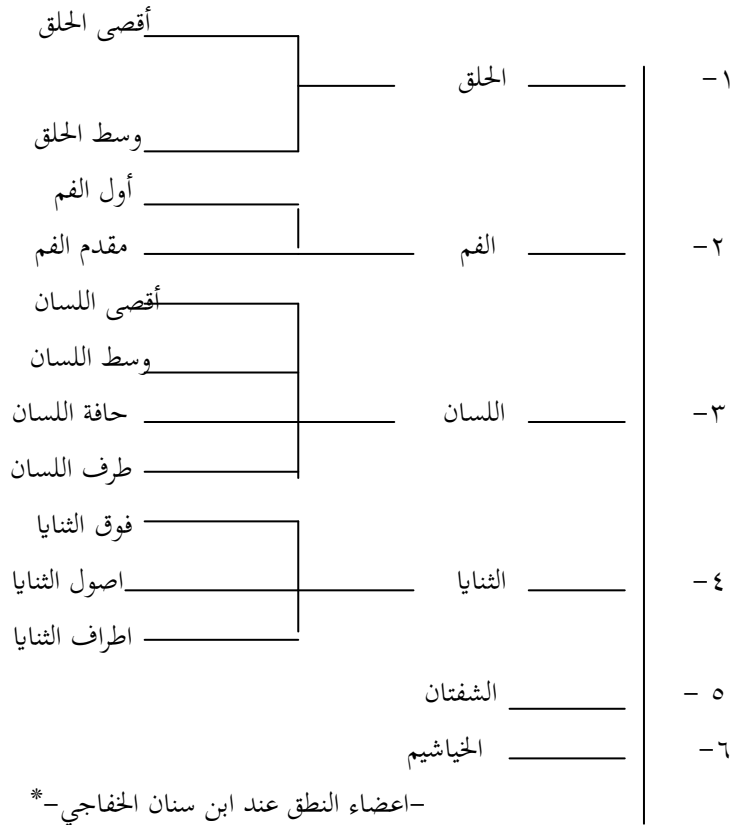 أقصى الحلق
١- الحلق
وسط الحلق
أول الفم
٢- الفم مقدم الفم
أقصى اللسان
وسط اللسان
٣- اللسان حافة اللسان
طرف اللسان
فوق الثنايا
٤- الثنايا اصول الثنايا
اطراف الثنايا
٥- الشفتان
٦- الخياشيم
-اعضاء النطق عند ابن سنان الخفاجي-*